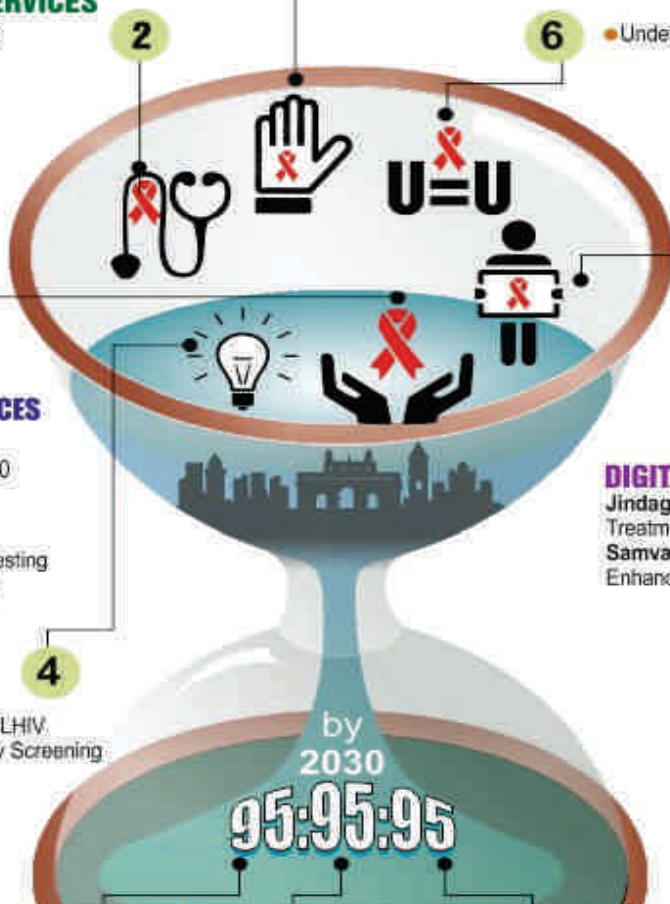 SERVICES
2
6
Unde
U=U
CES
0
esting
DIGIT
Jindag
Treatm
Samva
Enhanc
4
LHIV
y Screening
by
2030
95:95:95